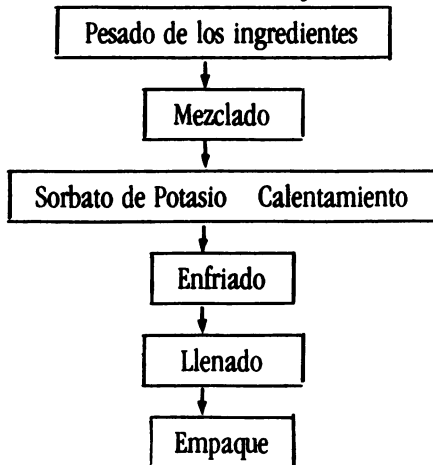 Pesado de los ingredientes
Mezclado
Sorbato de Potasio Calentamiento
Enfriado
Llenado
Empaque